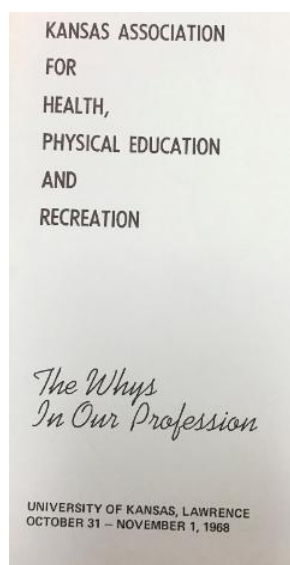 KANSAS ASSOCIATION
FOR
HEALTH,
PHYSICAL EDUCATION
AND
RECREATION
The Whys
In Our Profession
UNIVERSITY OF KANSAS, LAWRENCE
OCTOBER 31 – NOVEMBER 1, 1968